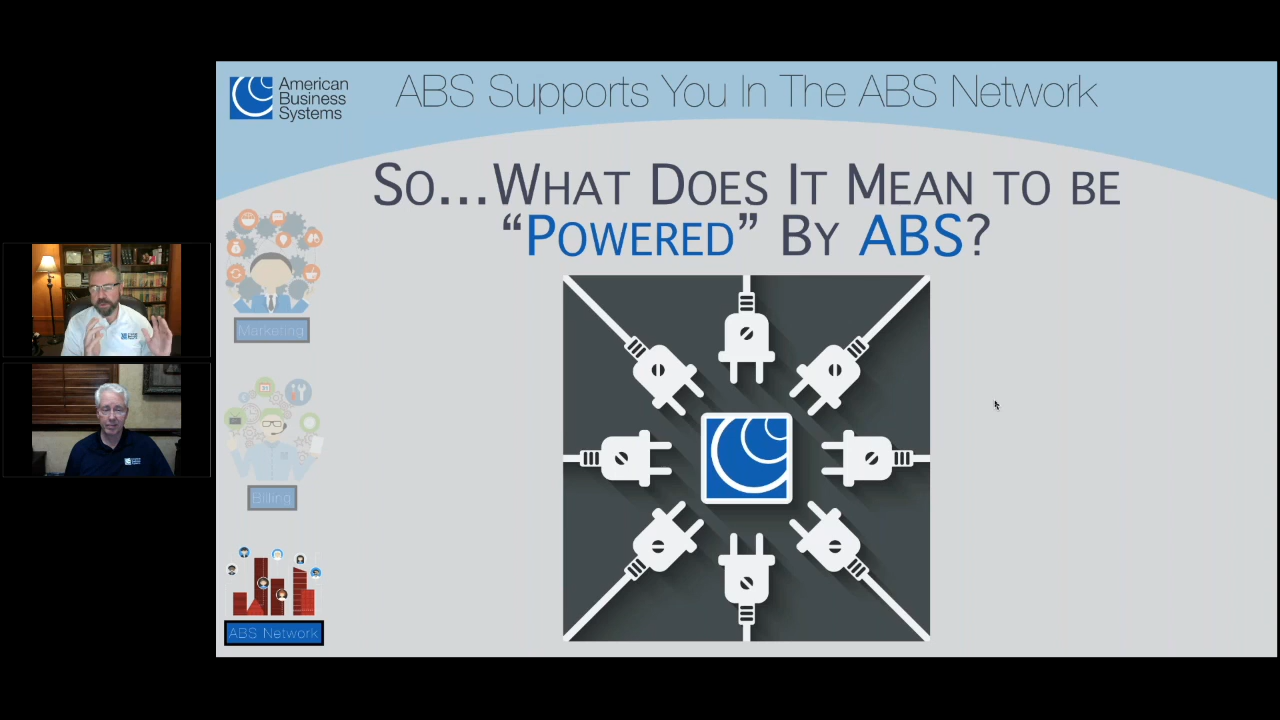 American
Business
Systems
ABS Supports You In The ABS Network
So...What Does It Mean to be
“Powered” By ABS?
Marketing
Billing
ABS Network